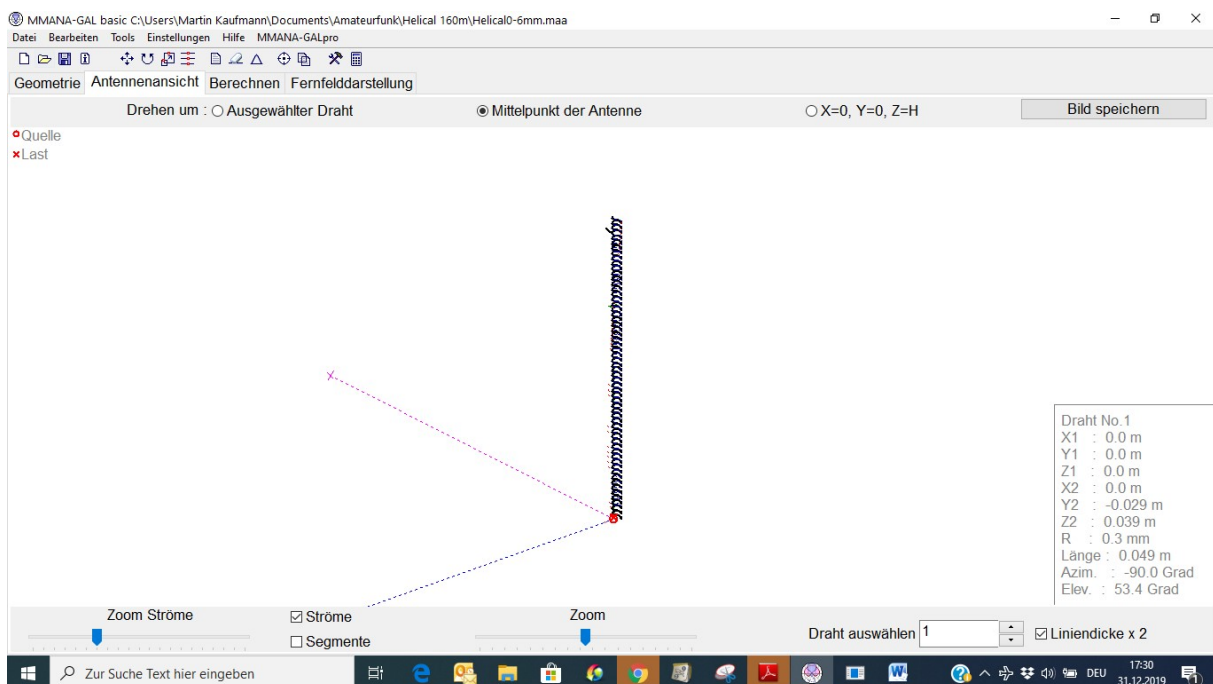 MMANA-GAL basic C:\Users\Martin Kaufmann\Documents\Amateurfunk\Helical 160m\Helical0-6mm.maa
Datei Bearbeiten Tools Einstellungen Hilfe MMANA-GALpro
Geometrie Antennenansicht Berechnen Fernfelddarstellung
Drehen um : Ausgewählter Draht Mittelpunkt der Antenne X=0, Y=0, Z=H Bild speichern
Quelle
Last
Draht No.1
X1 : 0.0 m
Y1 : 0.0 m
Z1 : 0.0 m
X2 : 0.0 m
Y2 : -0.029 m
Z2 : 0.039 m
R : 0.3 mm
Länge : 0.049 m
Azim. : -90.0 Grad
Elev. : 53.4 Grad
Zoom Ströme Ströme Zoom
Segmente Draht auswählen 1 Liniendicke x 2
Zur Suche Text hier eingeben DEU 17:30
31.12.2019